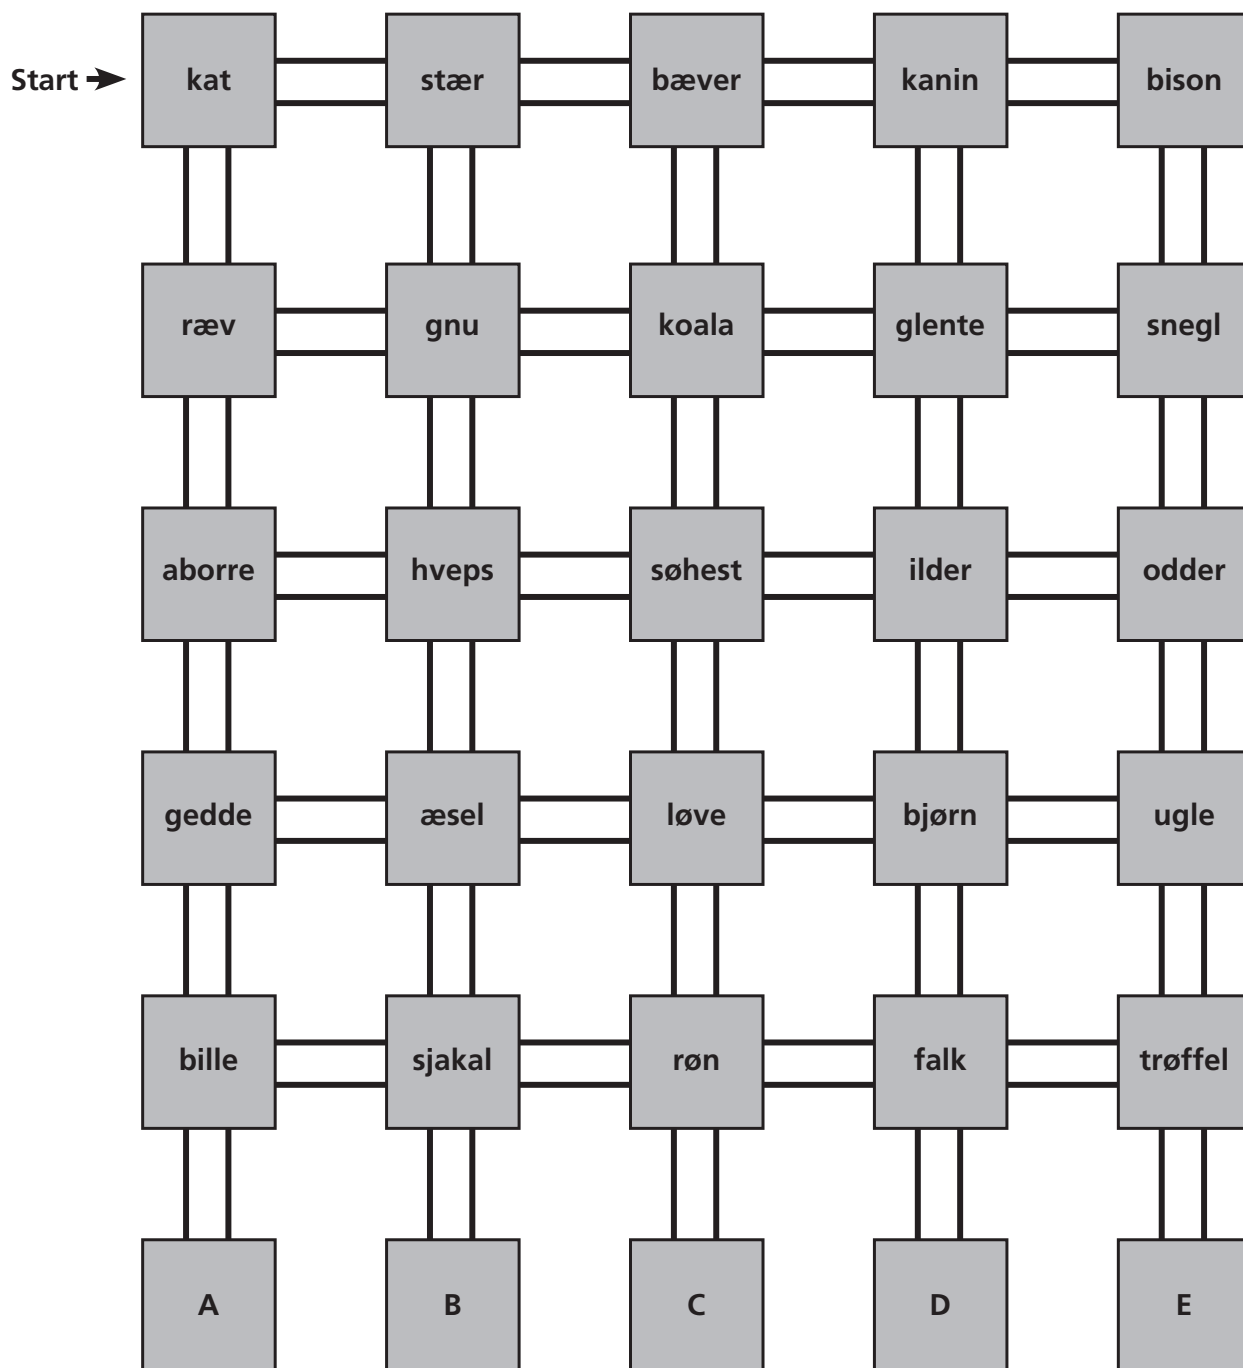 Start kat stær bæver kanin bison
ræv gnu koala glente snegl
aborre hveps søhest ilder odder
gedde æsel løve bjørn ugle
bille sjakal røn falk trøffel
A B C D E